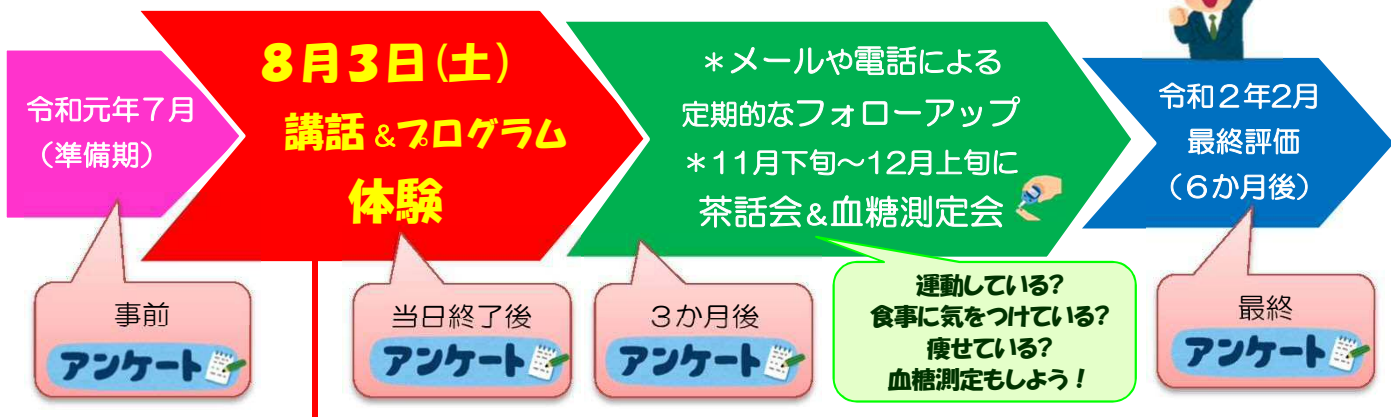 令和元年7月
（準備期）
8月3日(土)
講話&プログラム
体験
＊メールや電話による
定期的なフォローアップ
＊11月下旬～12月上旬に
茶話会&血糖測定会
令和２年2月
最終評価
（６か月後）
事前
アンケート
当日終了後
アンケート
３か月後
アンケート
運動している?
食事に気をつけている?
痩せている?
血糖測定もしよう！
最終
アンケート